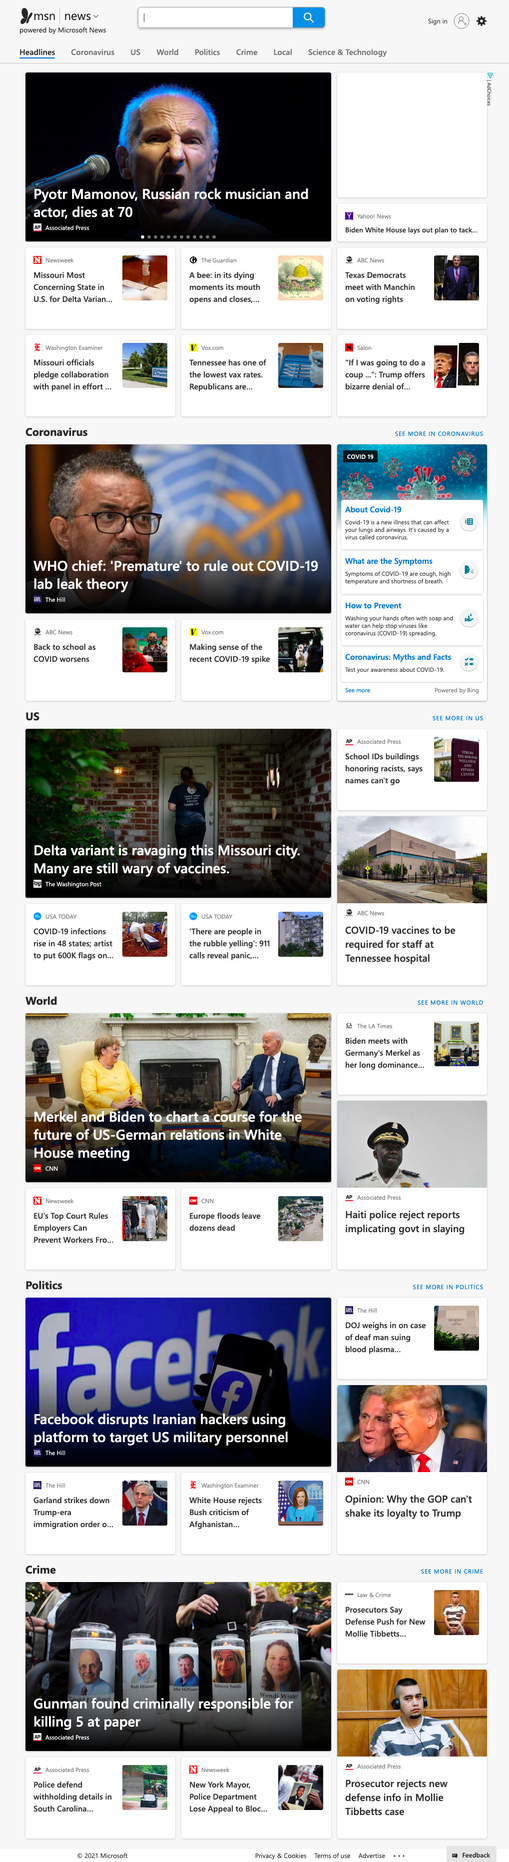 msn | news
powered by Microsoft News
Sign in
Headlines Coronavirus US World Politics Crime Local Science & Technology
AdChoices
Pyotr Mamonov, Russian rock musician and
actor, dies at 70
AP Associated Press
Yahoo! News
Biden White House lays out plan to tack...
Newsweek
Missouri Most
Concerning State in
U.S. for Delta Varian...
The Guardian
A bee: in its dying
moments its mouth
opens and closes,...
ABC News
Texas Democrats
meet with Manchin
on voting rights
Washington Examiner
Missouri officials
pledge collaboration
with panel in effort ...
Vox.com
Tennessee has one of
the lowest vax rates.
Republicans are...
Salon
"If I was going to do a
coup ...": Trump offers
bizarre denial of...
Coronavirus
SEE MORE IN CORONAVIRUS
WHO chief: 'Premature' to rule out COVID-19
lab leak theory
The Hill
COVID 19
About Covid-19
Covid-19 is a new illness that can affect
your lungs and airways. It's caused by a
virus called coronavirus.
What are the Symptoms
Symptoms of COVID-19 are cough, high
temperature and shortness of breath.
How to Prevent
Washing your hands often with soap and
water can help stop viruses like
coronavirus (COVID-19) spreading.
Coronavirus: Myths and Facts
Test your awareness about COVID-19.
See more
Powered by Bing
ABC News
Back to school as
COVID worsens
Vox.com
Making sense of the
recent COVID-19 spike
US
SEE MORE IN US
Delta variant is ravaging this Missouri city.
Many are still wary of vaccines.
The Washington Post
AP Associated Press
School IDs buildings
honoring racists, says
names can't go
ABC News
COVID-19 vaccines to be
required for staff at
Tennessee hospital
USA TODAY
COVID-19 infections
rise in 48 states; artist
to put 600K flags on...
USA TODAY
'There are people in
the rubble yelling': 911
calls reveal panic,...
World
SEE MORE IN WORLD
Merkel and Biden to chart a course for the
future of US-German relations in White
House meeting
CNN
The LA Times
Biden meets with
Germany's Merkel as
her long dominance...
AP Associated Press
Haiti police reject reports
implicating govt in slaying
Newsweek
EU's Top Court Rules
Employers Can
Prevent Workers Fro...
CNN
Europe floods leave
dozens dead
Politics
SEE MORE IN POLITICS
facebook
Facebook disrupts Iranian hackers using
platform to target US military personnel
The Hill
The Hill
DOJ weighs in on case
of deaf man suing
blood plasma...
CNN
Opinion: Why the GOP can't
shake its loyalty to Trump
The Hill
Garland strikes down
Trump-era
immigration order o...
Washington Examiner
White House rejects
Bush criticism of
Afghanistan...
Crime
SEE MORE IN CRIME
Gunman found criminally responsible for
killing 5 at paper
AP Associated Press
Law & Crime
Prosecutors Say
Defense Push for New
Mollie Tibbetts...
AP Associated Press
Prosecutor rejects new
defense info in Mollie
Tibbetts case
AP Associated Press
Police defend
withholding details in
South Carolina...
Newsweek
New York Mayor,
Police Department
Lose Appeal to Bloc...
© 2021 Microsoft
Privacy & Cookies Terms of use Advertise ...
Feedback